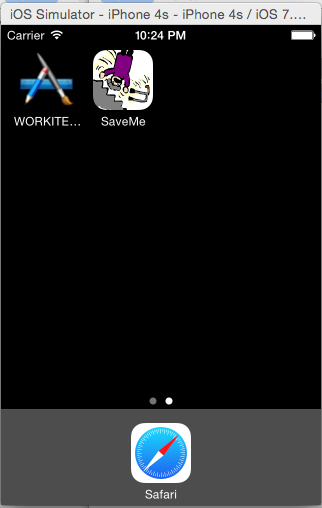 iOS Simulator - iPhone 4s - iPhone 4s / iOS 7....
Carrier 10:24 PM
WORKITE... SaveMe
Safari